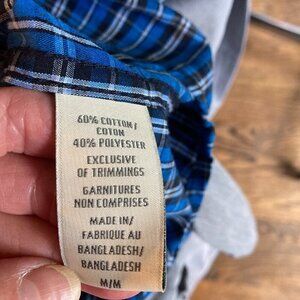 60% COTTON/
COTON
40% POLYESTER
EXCLUSIVE
OF TRIMMINGS
GARNITURES
NON COMPRISES
MADE IN/
FABRIQUE AU
BANGLADESH/
BANGLADESH
M/M